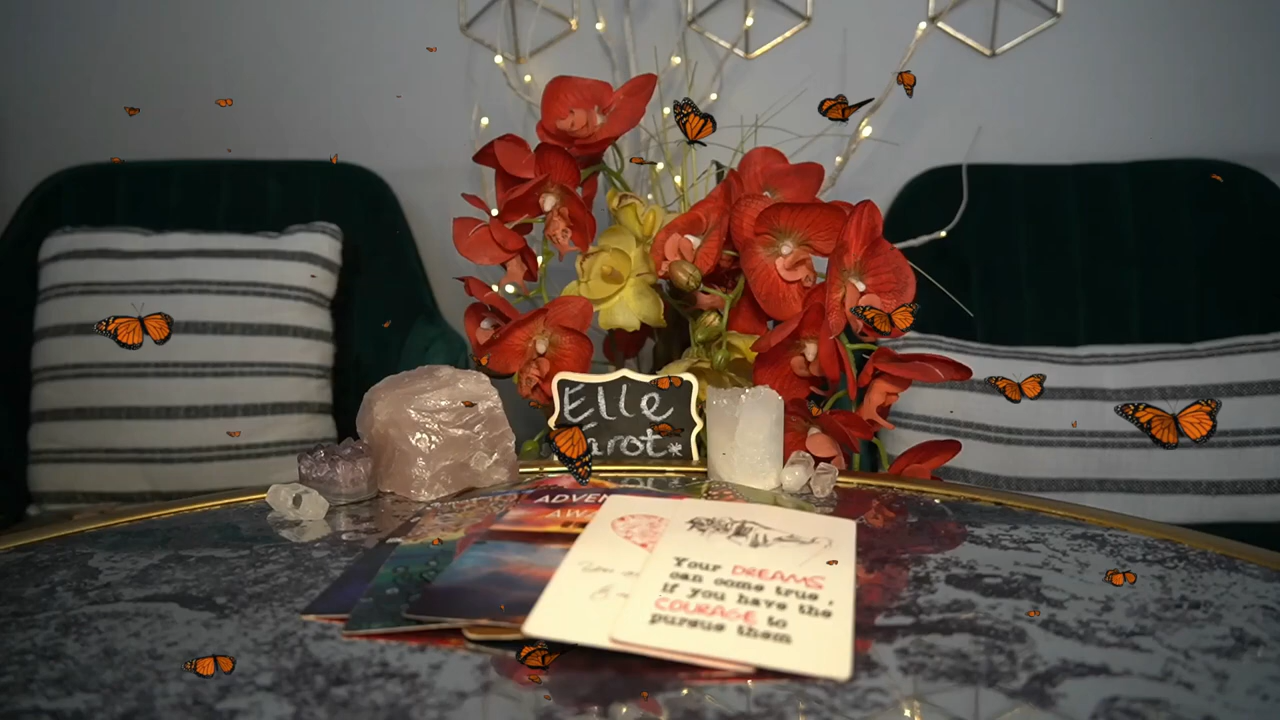 Elle
Tarot*
ADVEN
AWA
Your DREAMS
can come true,
if you have the
COURAGE to
pursue them